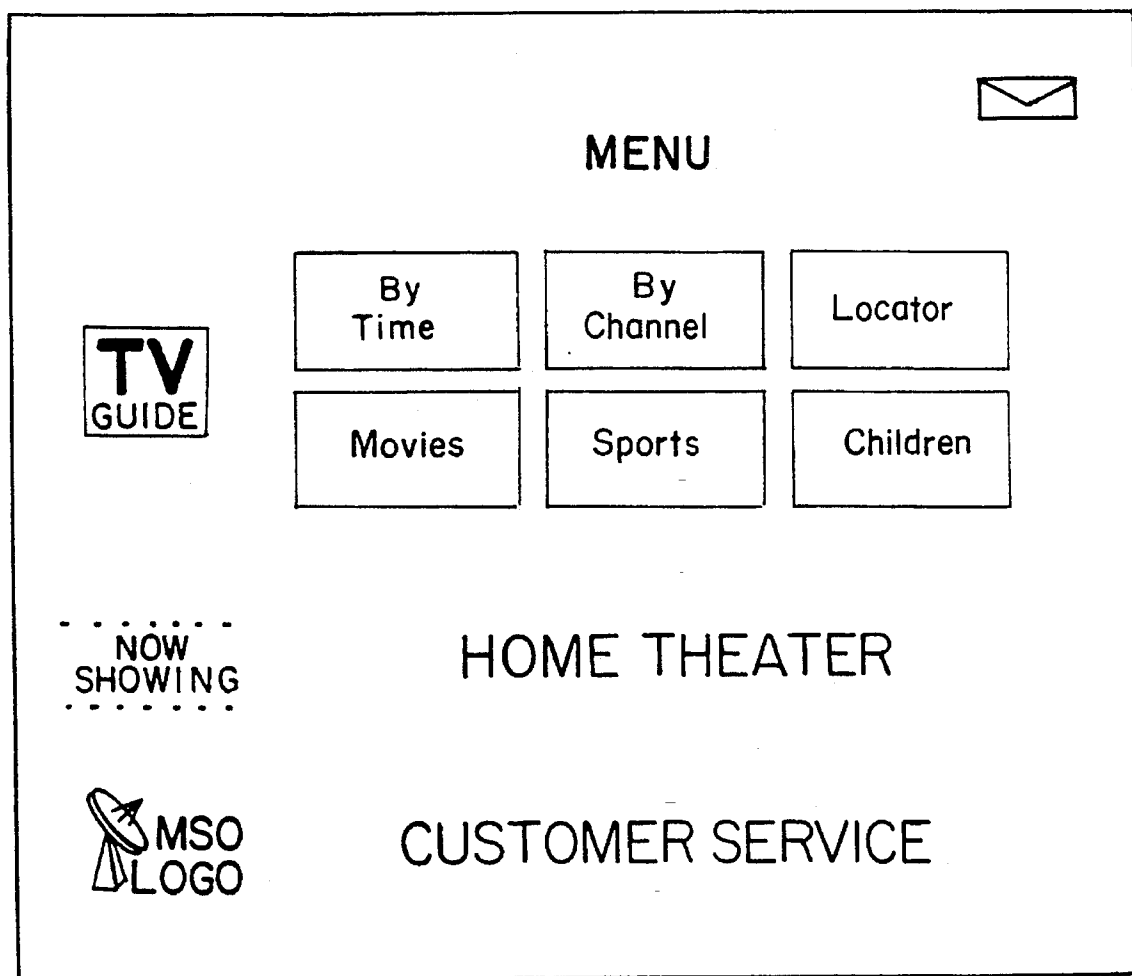 MENU
By
Time
By
Channel
Locator
TV
GUIDE
Movies
Sports
Children
NOW
SHOWING
HOME THEATER
MSO
LOGO
CUSTOMER SERVICE